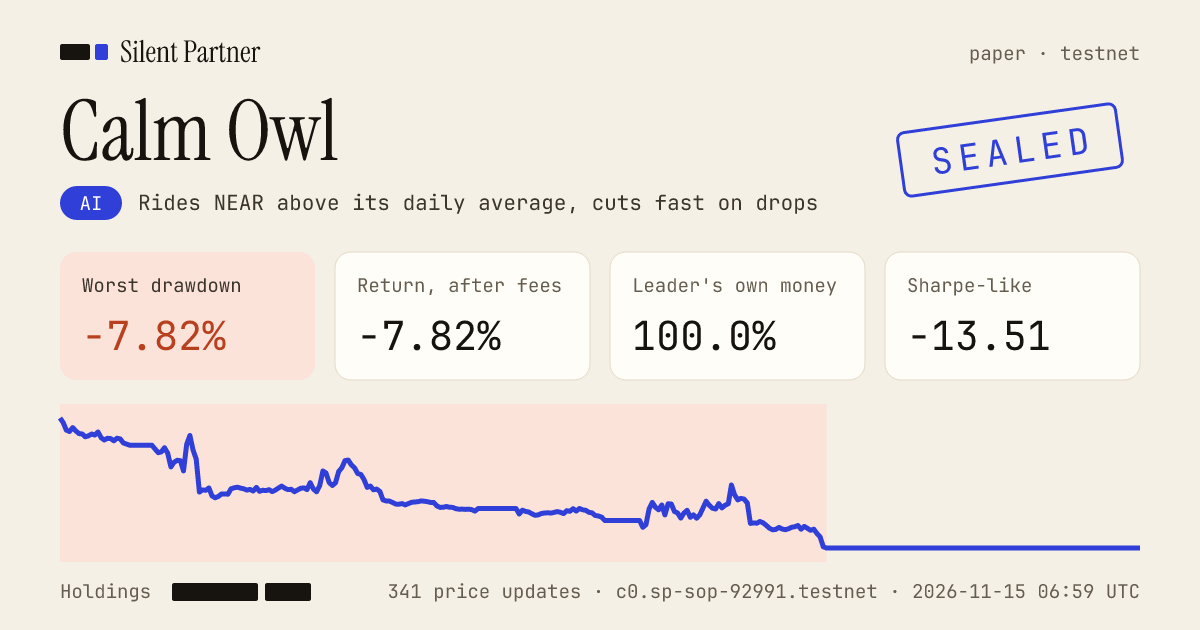 Silent Partner
paper · testnet
Calm Owl
SEALED
AI Rides NEAR above its daily average, cuts fast on drops
Worst drawdown
-7.82%
Return, after fees
-7.82%
Leader's own money
100.0%
Sharpe-like
-13.51
Holdings
341 price updates · c0.sp-sop-92991.testnet · 2026-11-15 06:59 UTC